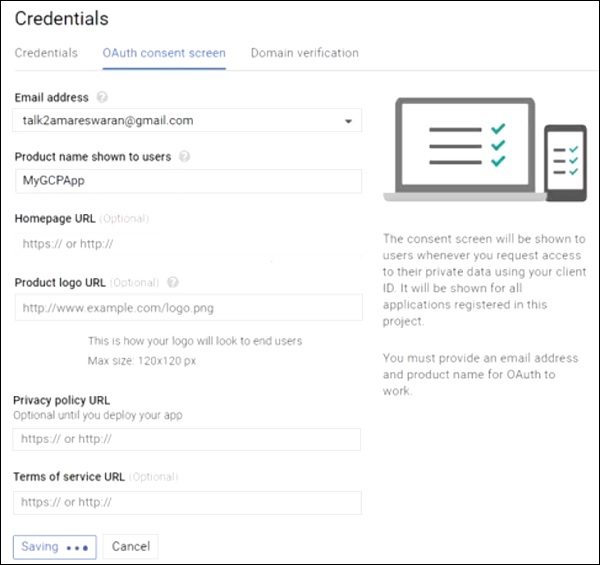 Credentials
Credentials OAuth consent screen Domain verification
Email address ?
talk2amareswaran@gmail.com
Product name shown to users ?
MyGCPApp
Homepage URL (Optional)
https:// or http://
Product logo URL (Optional) ?
http://www.example.com/logo.png
This is how your logo will look to end users
Max size: 120x120 px
Privacy policy URL
Optional until you deploy your app
https:// or http://
Terms of service URL (Optional)
https:// or http://
Saving Cancel
The consent screen will be shown to
users whenever you request access
to their private data using your client
ID. It will be shown for all
applications registered in this
project.
You must provide an email address
and product name for OAuth to
work.